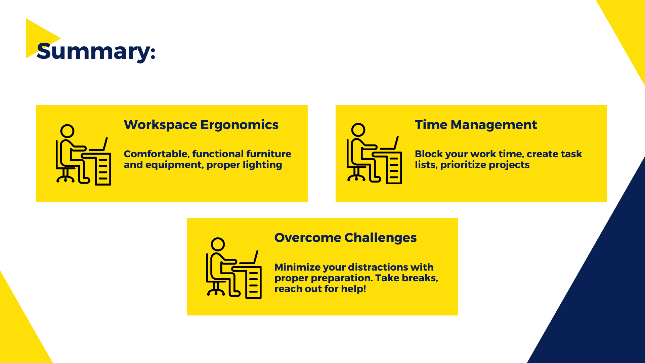 Summary:
Workspace Ergonomics
Comfortable, functional furniture
and equipment, proper lighting
Time Management
Block your work time, create task
lists, prioritize projects
Overcome Challenges
Minimize your distractions with
proper preparation. Take breaks,
reach out for help!